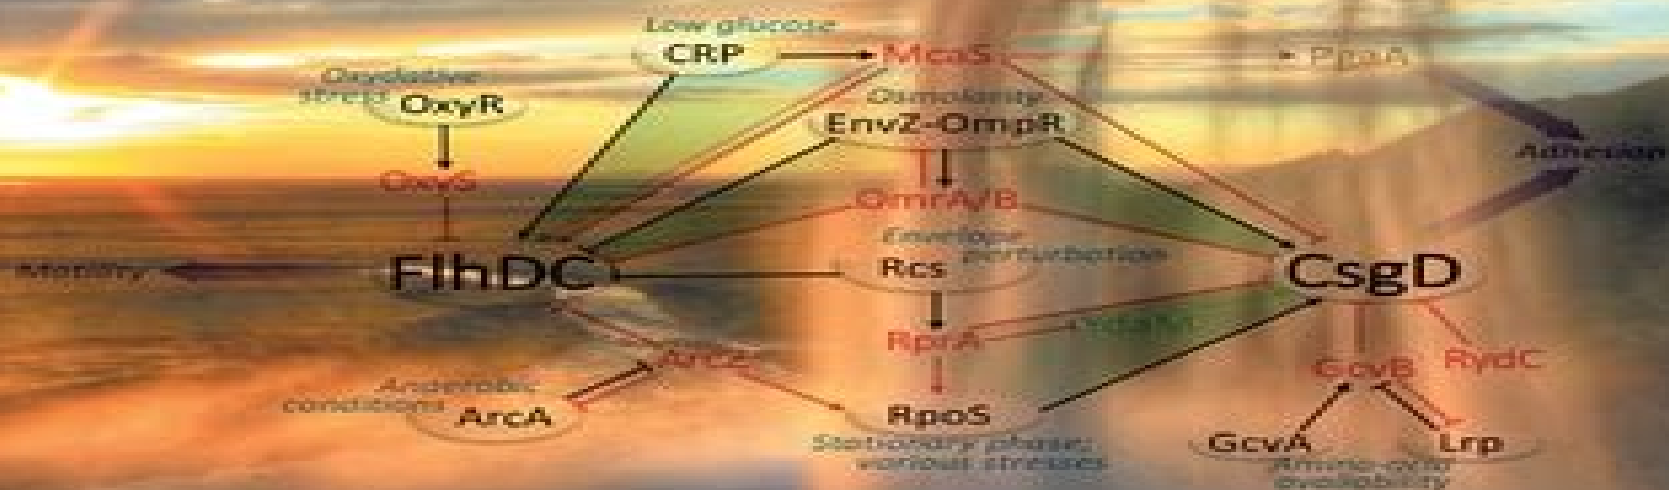 Low glucose
CRP
McaS
PgaA
Oxydative
stress
OxyR
Osmolarity
EnvZ-OmpR
Adhesion
OxyS
OmrA/B
Envelope
perturbation
Motility
FlhDC
Rcs
CsgD
RprA
ArcZ
GcvB
RydC
Anaerobic
conditions
ArcA
RpoS
Stationary phase;
various stresses
GcvA
Lrp
Amino-acid
availability